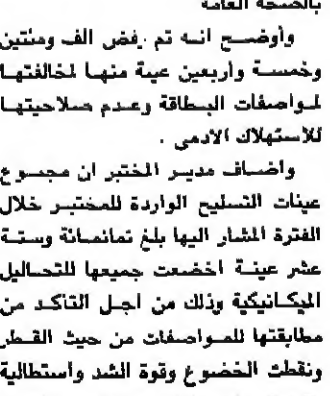 بالصحة العامة
وأوضح انه تم رفض الف ومئتين
وخمسة وأربعين عينة منها لمخالفتها
لمواصفات البطاقة وعدم صلاحيتها
للاستهلاك الادمى .
واضاف مدير المختبر ان مجموع
عينات التسليح الواردة للمختبر خلال
الفترة المشار اليها بلغ ثمانمائة وستة
عشر عينة اخضعت جميعها للتحاليل
الميكانيكية وذلك من اجل التأكد من
مطابقتها للمواصفات من حيث القطر
ونقطة الخضوع وقوة الشد واستطالية